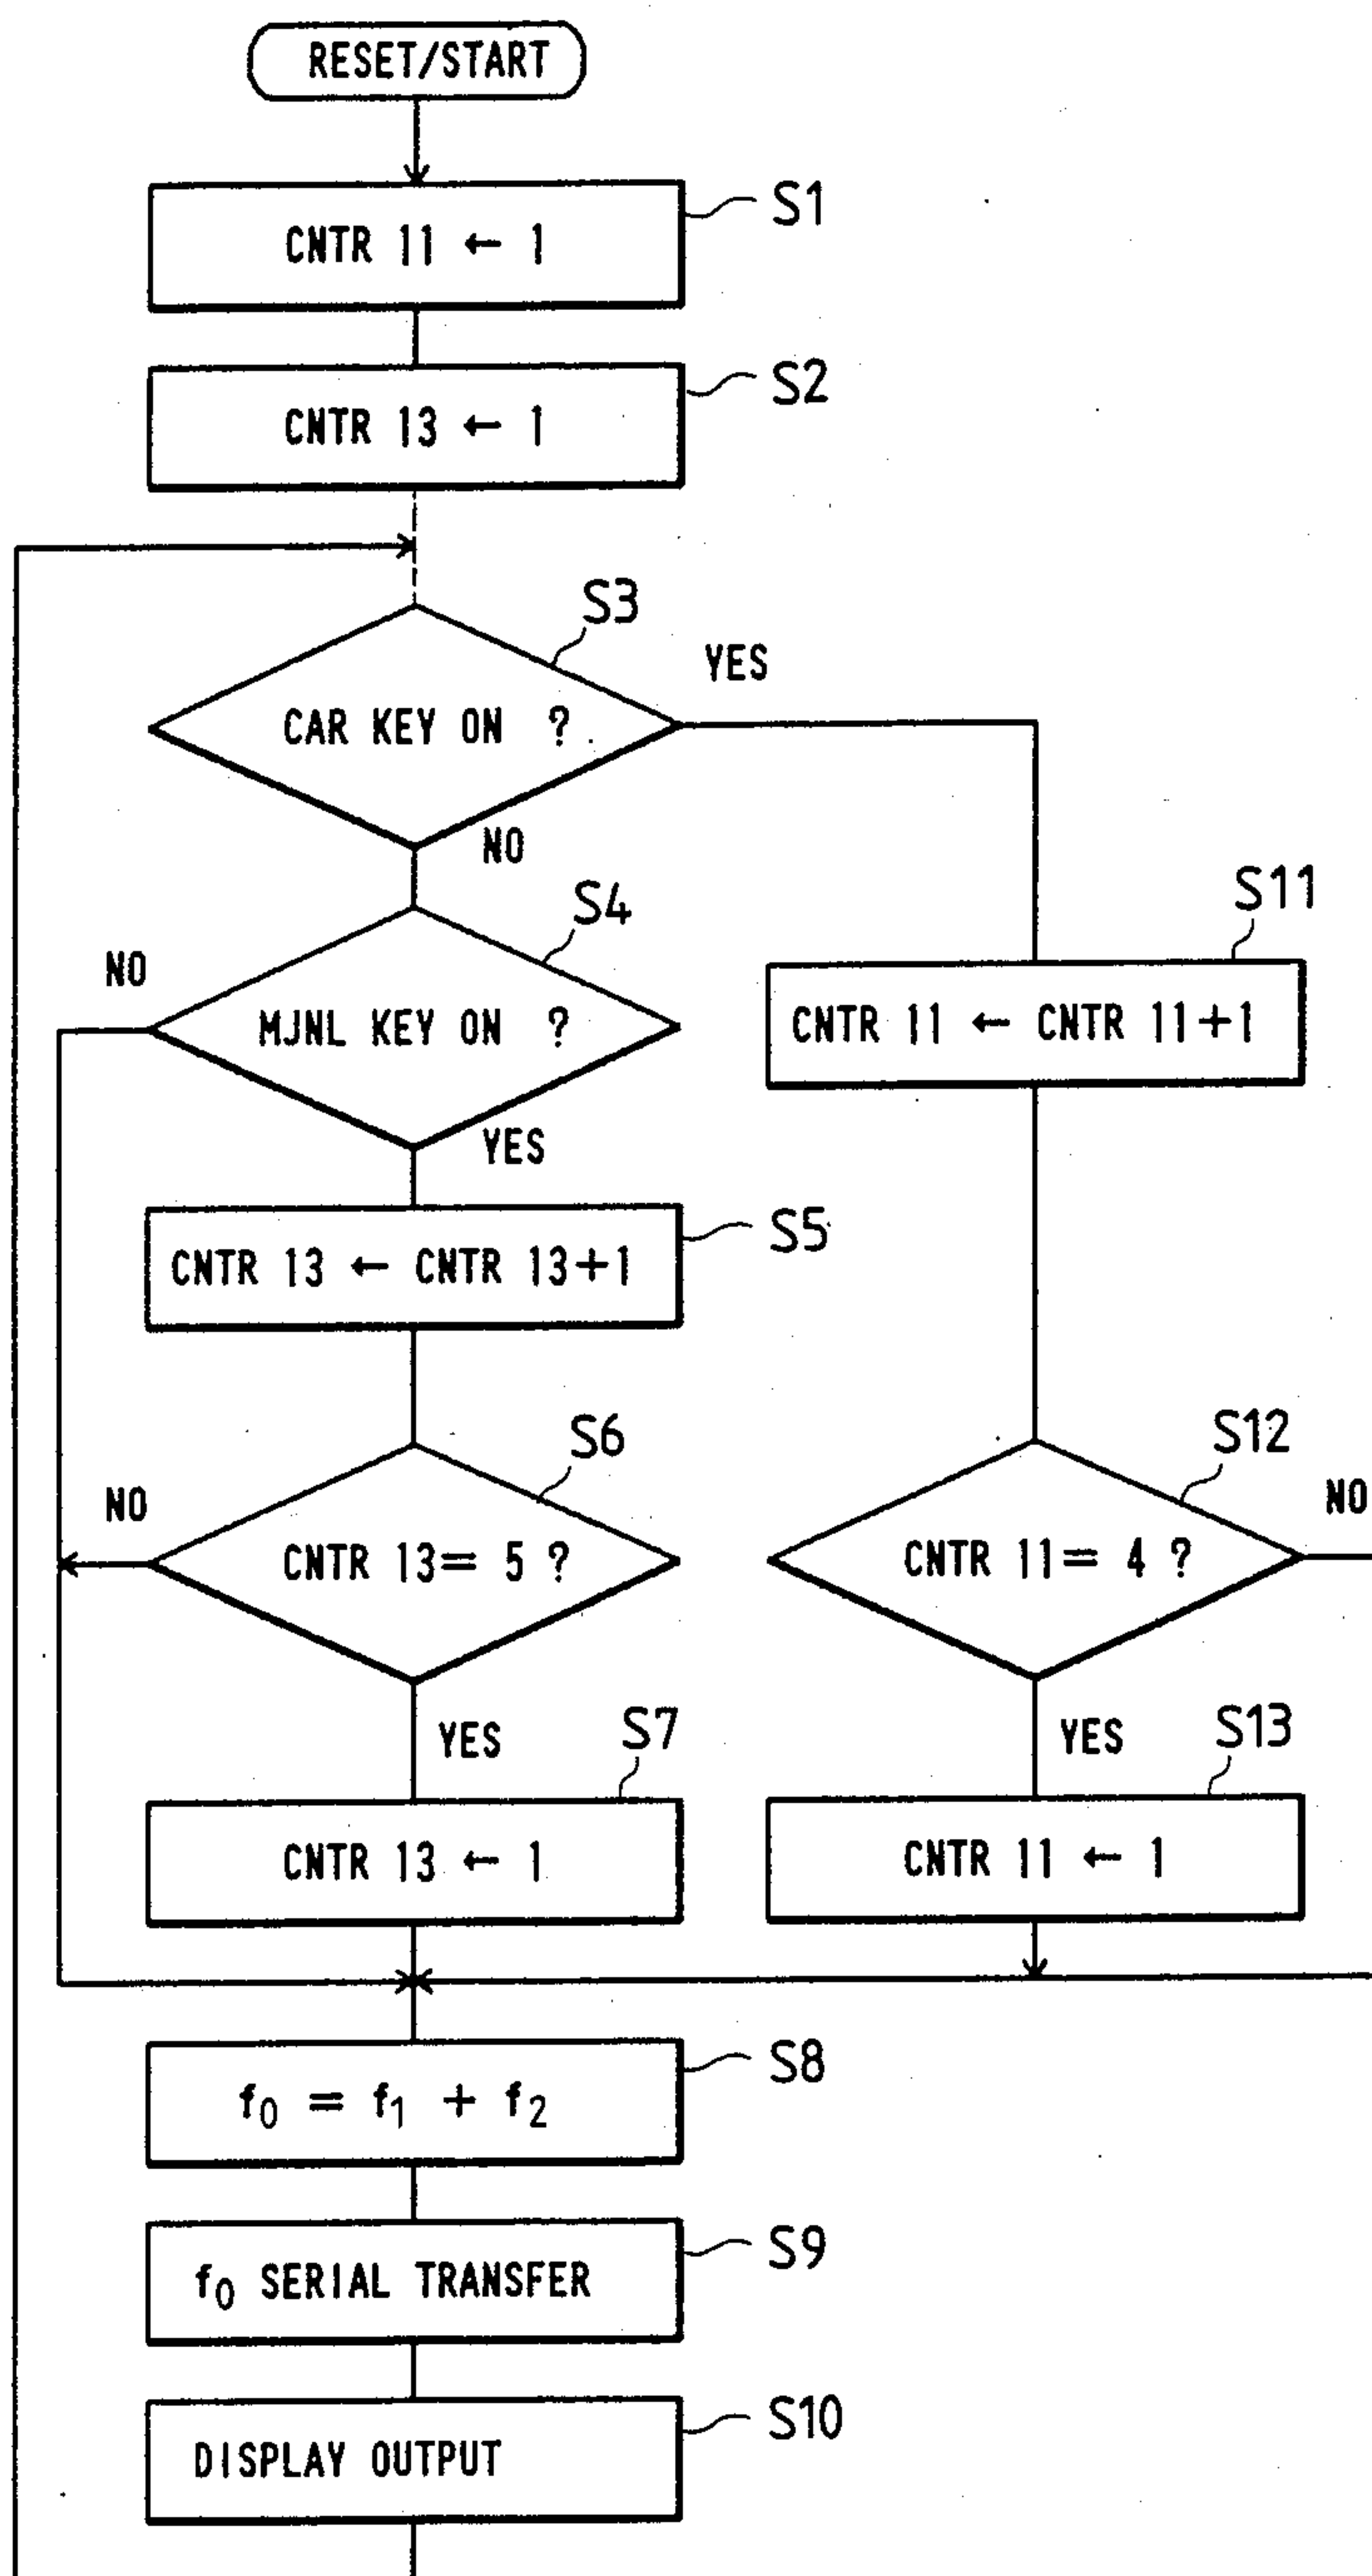 RESET/START
CNTR 11 ← 1
S1
CNTR 13 ← 1
S2
S3
CAR KEY ON ?
YES
NO
S4
NO
MJNL KEY ON ?
YES
S11
CNTR 11 ← CNTR 11+1
CNTR 13 ← CNTR 13+1
S5
S6
NO
CNTR 13= 5 ?
YES
S12
CNTR 11= 4 ?
NO
YES
S7
CNTR 13 ← 1
S13
CNTR 11 ← 1
f₀ = f₁ + f₂
S8
f₀ SERIAL TRANSFER
S9
DISPLAY OUTPUT
S10